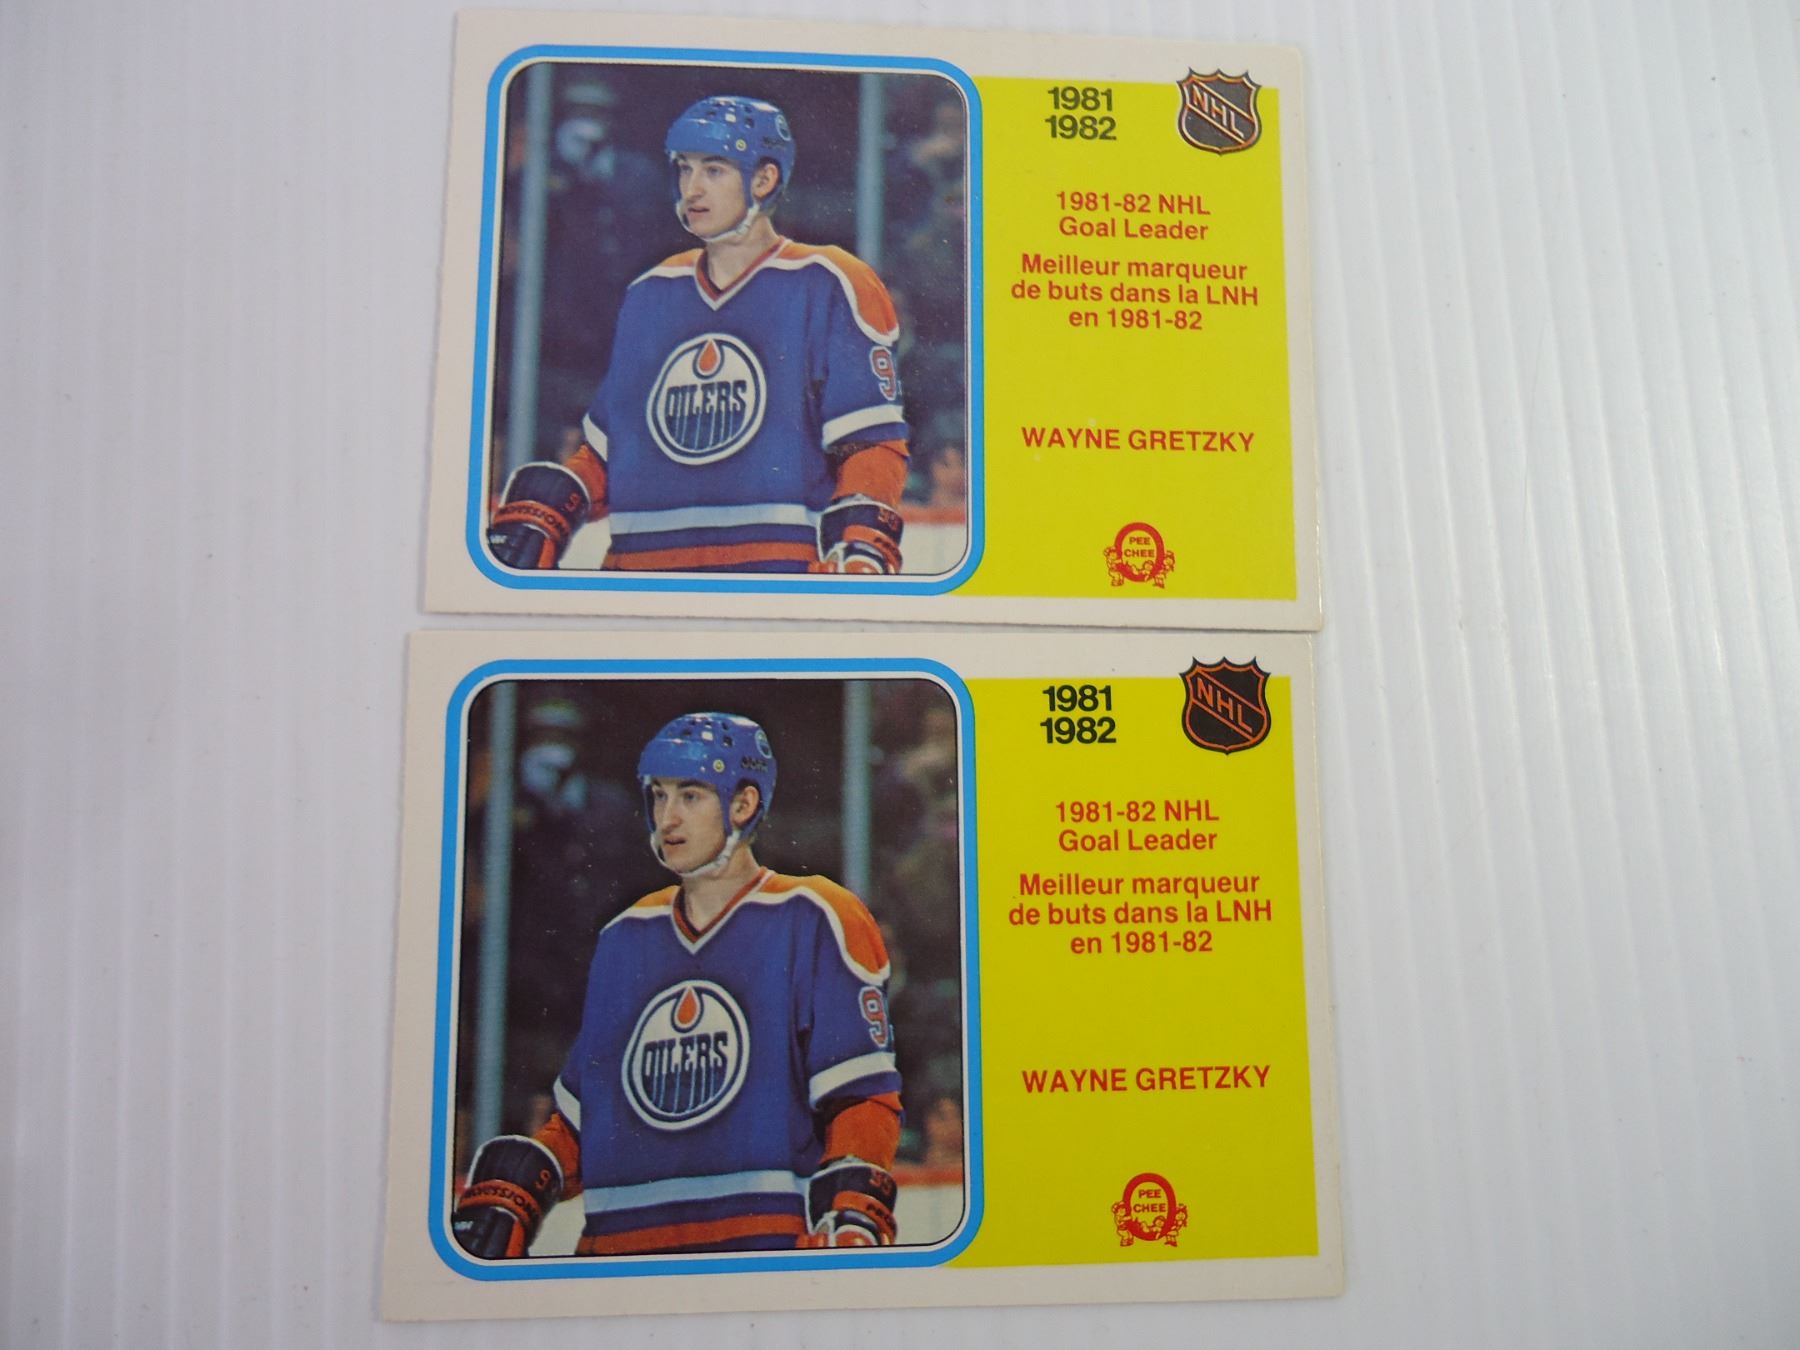 1981
1982
NHL
1981-82 NHL
Goal Leader
Meilleur marqueur
de buts dans la LNH
en 1981-82
WAYNE GRETZKY
PEE
CHEE
OILERS
9
1981
1982
NHL
1981-82 NHL
Goal Leader
Meilleur marqueur
de buts dans la LNH
en 1981-82
WAYNE GRETZKY
PEE
CHEE
OILERS
9